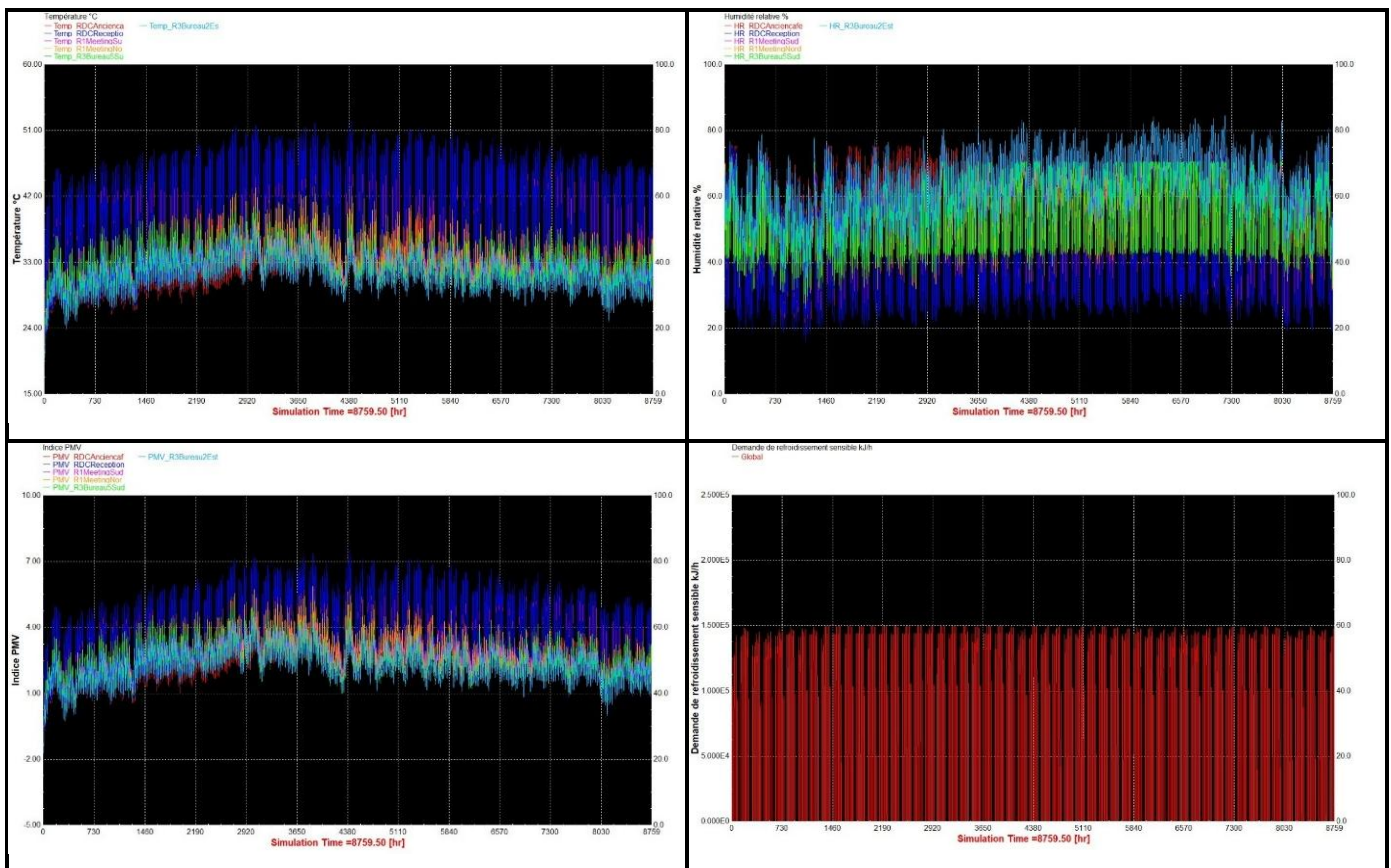 Température °C
Temp_RDCAncienca Temp_R3Bureau2Es
Temp_RDCReceptio
Temp_R1MeetingSu
Temp_R1MeetingNo
Temp_R3Bureau5Su
60.00 100.0
51.00 80.0
42.00 60.0
33.00 40.0
24.00 20.0
15.00 0.0
Température °C
0 730 1460 2190 2920 3650 4380 5110 5840 6570 7300 8030 8759
Simulation Time =8759.50 [hr]
Humidité relative %
HR_RDCAnciencafe HR_R3Bureau2Est
HR_RDCReception
HR_R1MeetingSud
HR_R1MeetingNord
HR_R3Bureau5Sud
100.0 100.0
80.0 80.0
60.0 60.0
40.0 40.0
20.0 20.0
0.0 0.0
Humidité relative %
0 730 1460 2190 2920 3650 4380 5110 5840 6570 7300 8030 8759
Simulation Time =8759.50 [hr]
Indice PMV
PMV_RDCAnciencaf PMV_R3Bureau2Est
PMV_RDCReception
PMV_R1MeetingSud
PMV_R1MeetingNor
PMV_R3Bureau5Sud
10.00 100.0
7.00 80.0
4.00 60.0
1.00 40.0
-2.00 20.0
-5.00 0.0
Indice PMV
0 730 1460 2190 2920 3650 4380 5110 5840 6570 7300 8030 8759
Simulation Time =8759.50 [hr]
Demande de refroidissement sensible kJ/h
Global
2.500E5 100.0
2.000E5 80.0
1.500E5 60.0
1.000E5 40.0
5.000E4 20.0
0.000E0 0.0
Demande de refroidissement sensible kJ/h
0 730 1460 2190 2920 3650 4380 5110 5840 6570 7300 8030 8759
Simulation Time =8759.50 [hr]